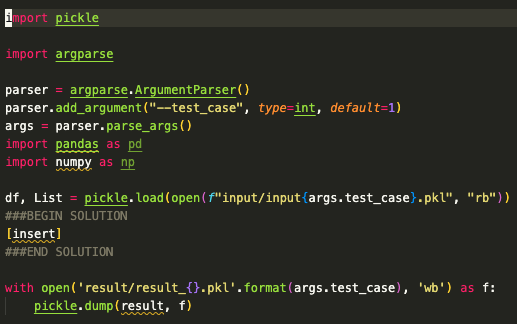 import pickle
import argparse
parser = argparse.ArgumentParser()
parser.add_argument("--test_case", type=int, default=1)
args = parser.parse_args()
import pandas as pd
import numpy as np
df, List = pickle.load(open(f"input/input{args.test_case}.pkl", "rb"))
###BEGIN SOLUTION
[insert]
###END SOLUTION
with open('result/result_{}.pkl'.format(args.test_case), 'wb') as f:
    pickle.dump(result, f)